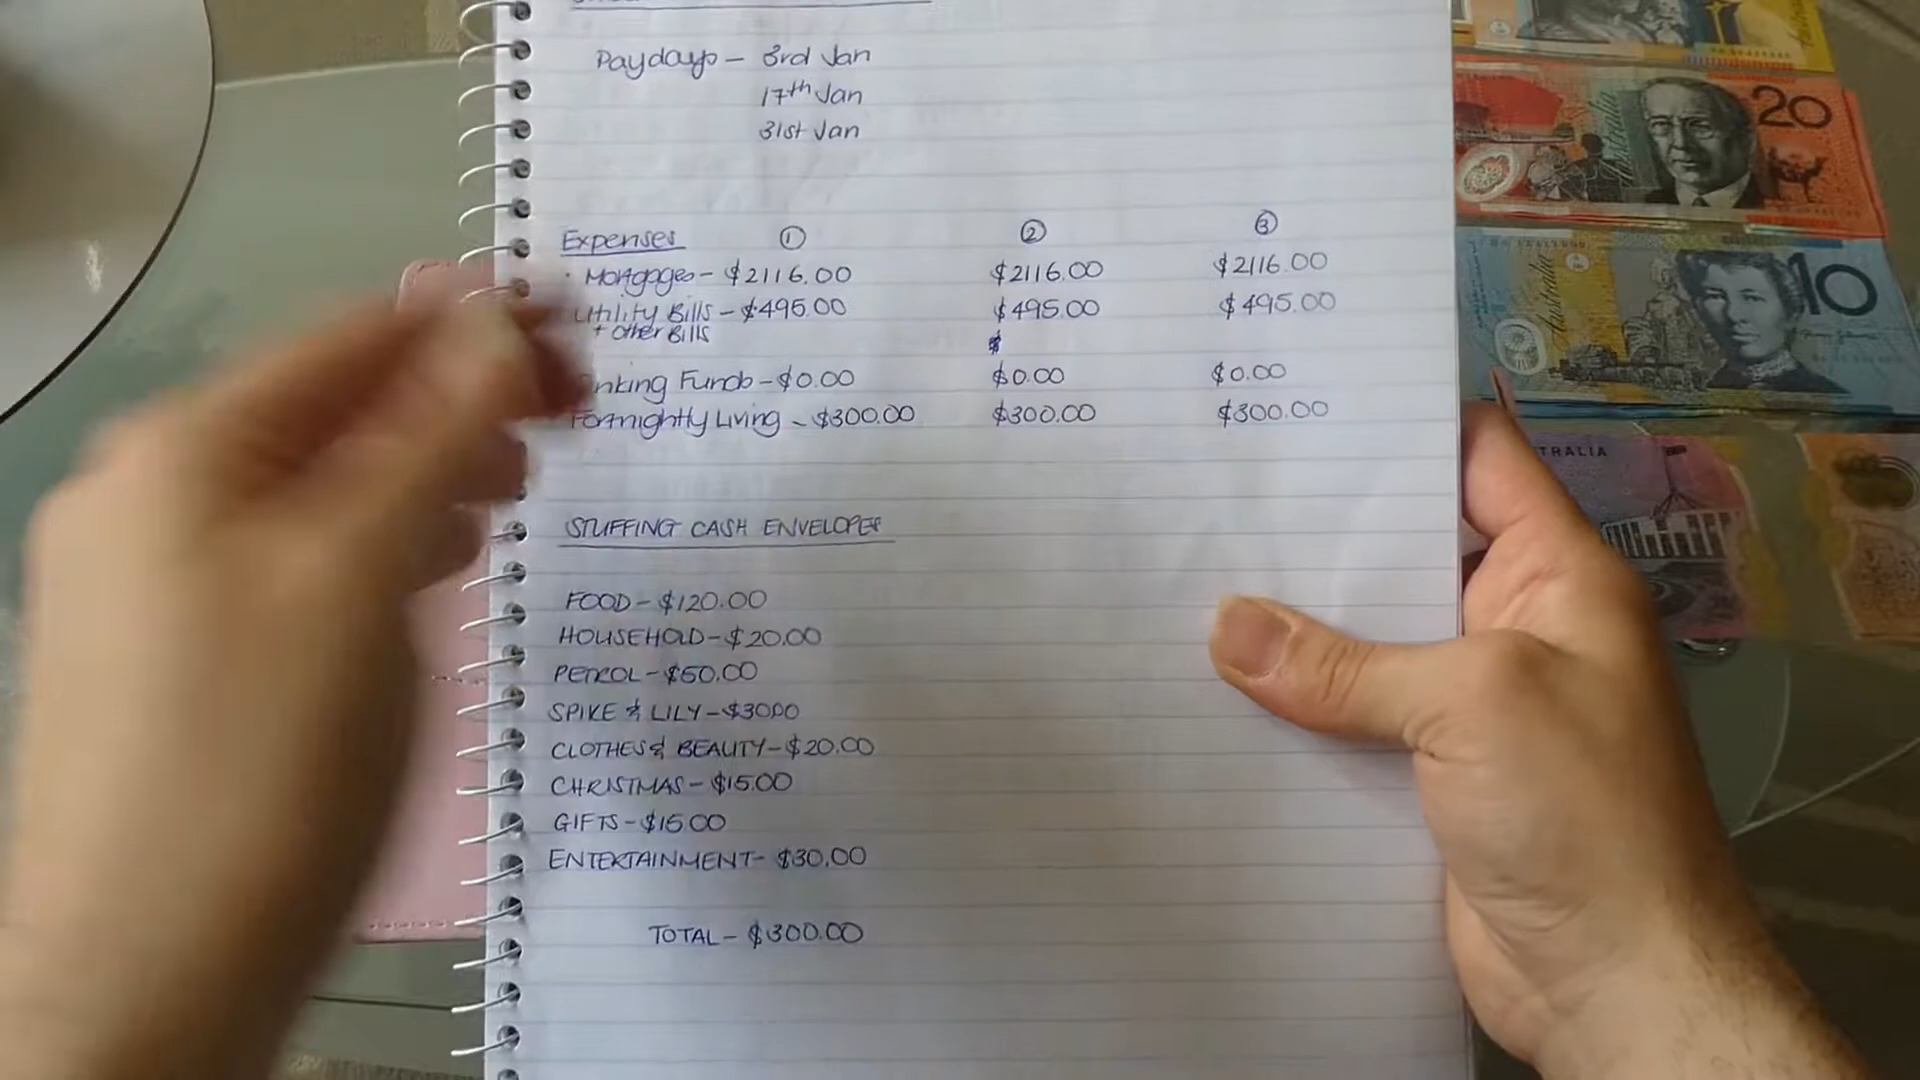 Paydays - 3rd Jan
17th Jan
31st Jan
Expenses ① ② ③
Mortgages - $2116.00 $2116.00 $2116.00
Utility Bills - $495.00 $495.00 $495.00
+ other Bills $
inking Funds - $0.00 $0.00 $0.00
Fortnightly Living - $300.00 $300.00 $300.00
STUFFING CASH ENVELOPES
FOOD - $120.00
HOUSEHOLD - $20.00
PETROL - $50.00
SPIKE & LILY - $30.00
CLOTHES & BEAUTY - $20.00
CHRISTMAS - $15.00
GIFTS - $15.00
ENTERTAINMENT - $30.00
TOTAL - $300.00
Australia 20
Australia 10
TRALIA